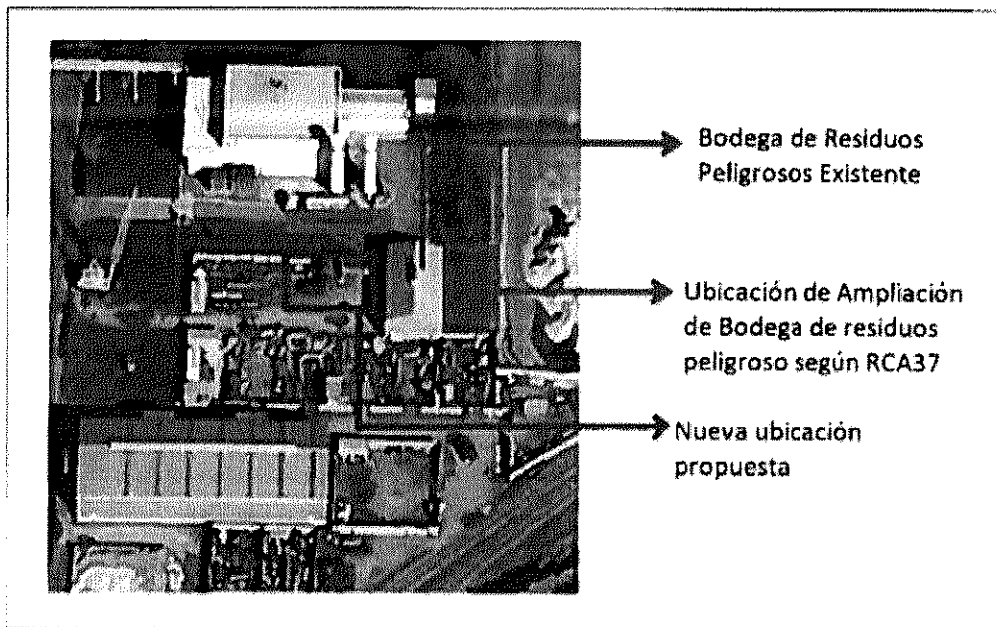 Bodega de Residuos
Peligrosos Existente
Ubicación de Ampliación
de Bodega de residuos
peligroso según RCA37
Nueva ubicación
propuesta